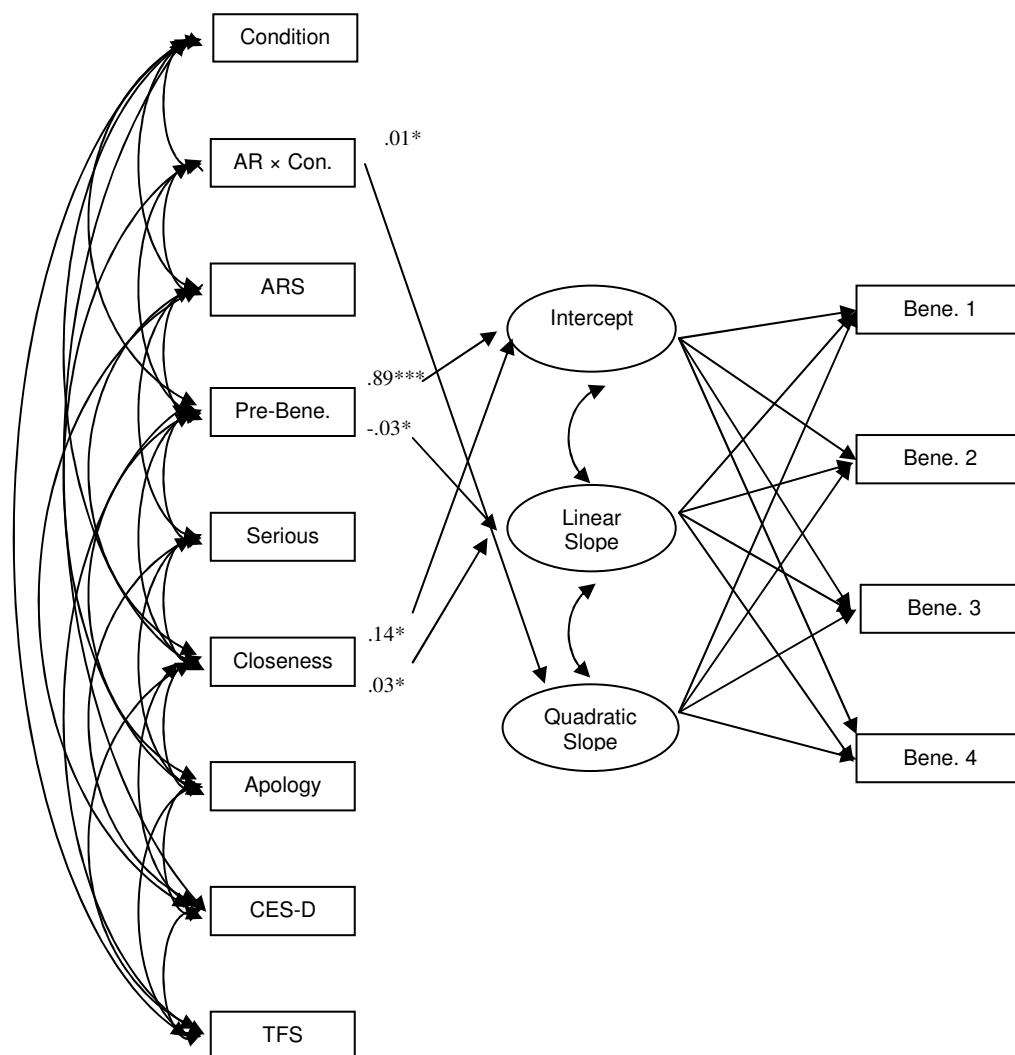 Condition
AR × Con.
.01*
ARS
Pre-Bene.
.89***
-.03*
Serious
Closeness
.14*
.03*
Apology
CES-D
TFS
Intercept
Linear
Slope
Quadratic
Slope
Bene. 1
Bene. 2
Bene. 3
Bene. 4